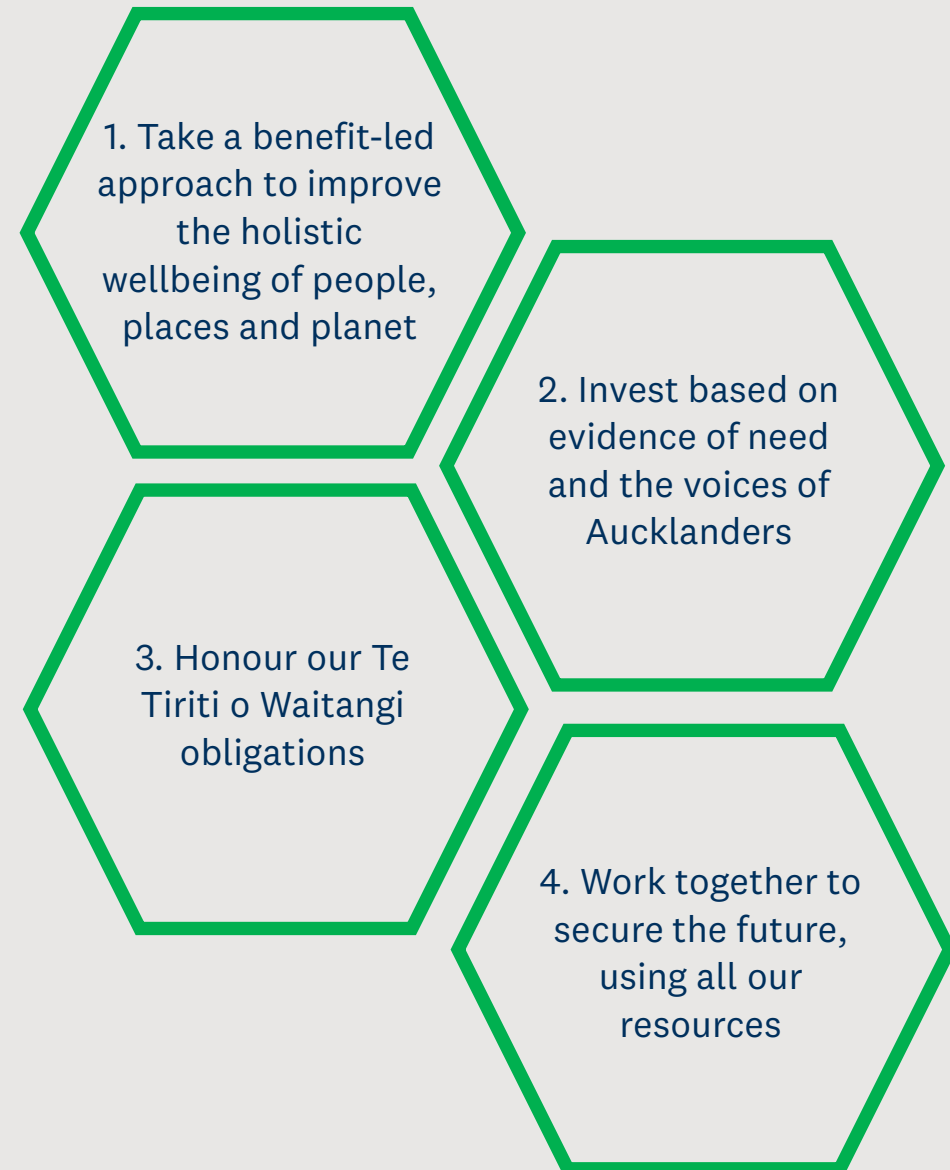 1. Take a benefit-led
approach to improve
the holistic
wellbeing of people,
places and planet
2. Invest based on
evidence of need
and the voices of
Aucklanders
3. Honour our Te
Tiriti o Waitangi
obligations
4. Work together to
secure the future,
using all our
resources